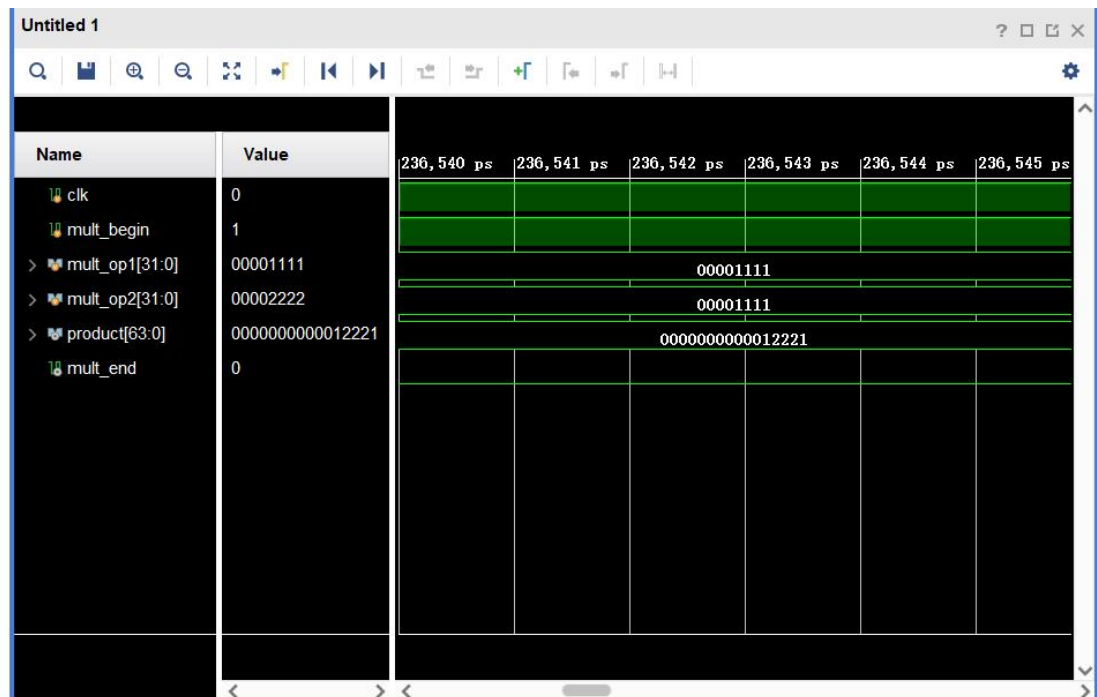 Untitled 1
Name Value 236,540 ps 236,541 ps 236,542 ps 236,543 ps 236,544 ps 236,545 ps
clk 0
mult_begin 1
mult_op1[31:0] 00001111 00001111
mult_op2[31:0] 00002222 00001111
product[63:0] 0000000000012221 0000000000012221
mult_end 0